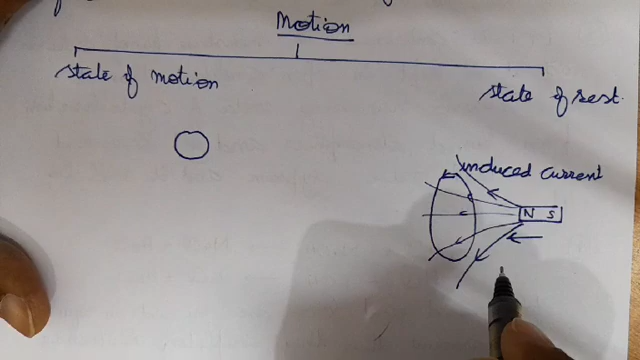 Motion
state of motion
state of rest.
induced current
N S